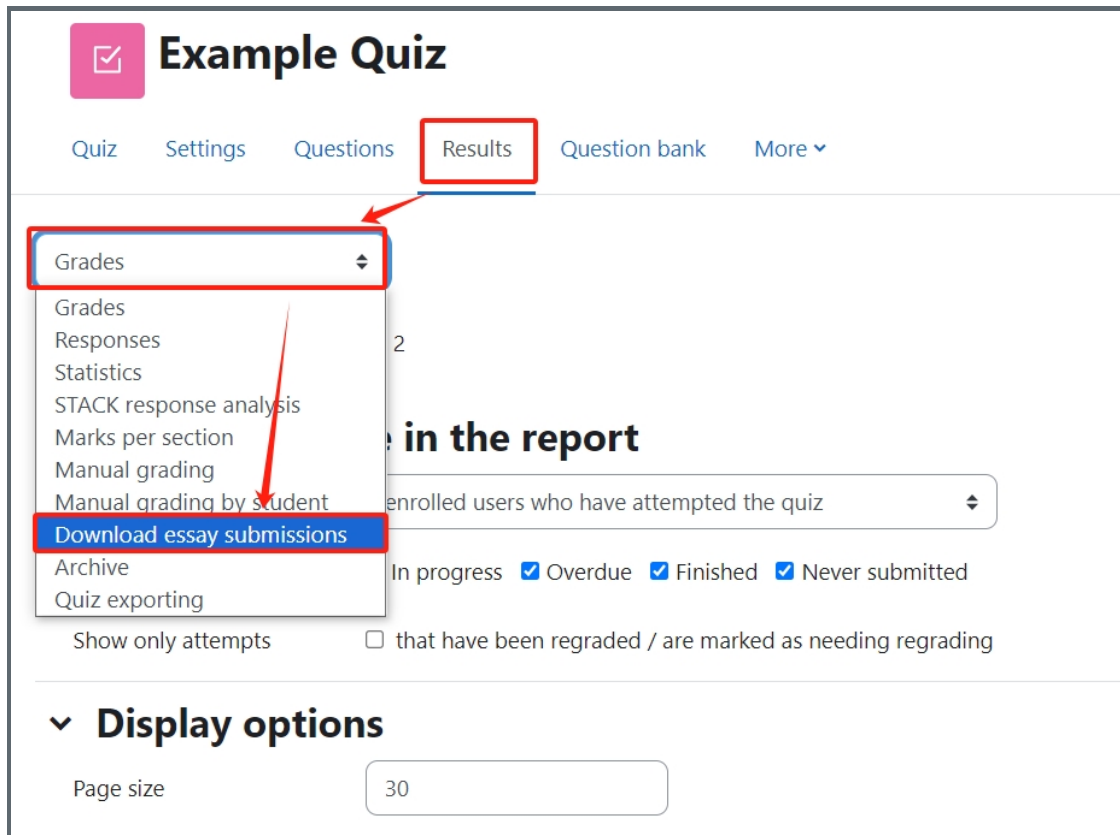 Example Quiz
Quiz Settings Questions Results Question bank More
Grades
Grades
Responses
2
Statistics
STACK response analysis
Marks per section
in the report
Manual grading
Manual grading by student
enrolled users who have attempted the quiz
Download essay submissions
Archive
In progress Overdue Finished Never submitted
Quiz exporting
Show only attempts that have been regraded / are marked as needing regrading
Display options
Page size 30